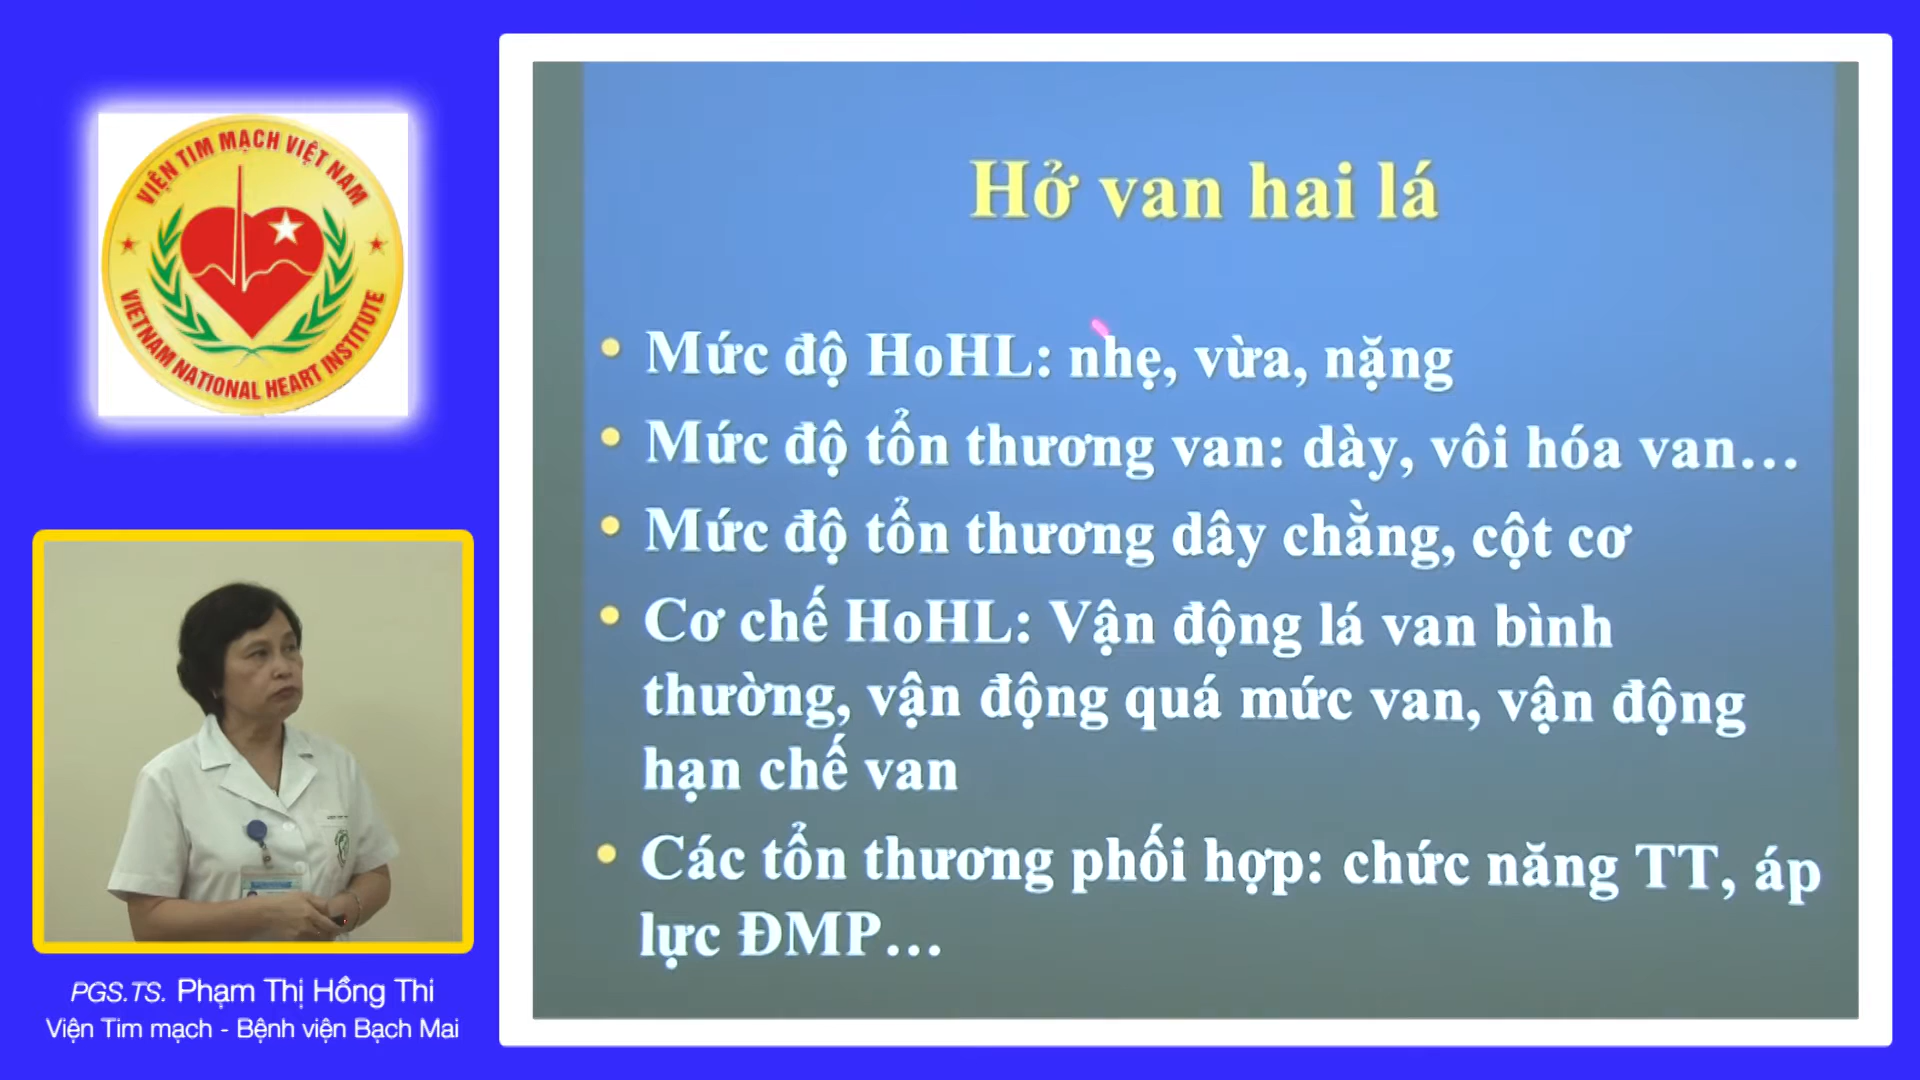 VIỆN TIM MẠCH VIỆT NAM
VIETNAM NATIONAL HEART INSTITUTE
PGS.TS. Phạm Thị Hồng Thi
Viện Tim mạch - Bệnh viện Bạch Mai
Hở van hai lá
• Mức độ HoHL: nhẹ, vừa, nặng
• Mức độ tổn thương van: dày, vôi hóa van...
• Mức độ tổn thương dây chằng, cột cơ
• Cơ chế HoHL: Vận động lá van bình
thường, vận động quá mức van, vận động
hạn chế van
• Các tổn thương phối hợp: chức năng TT, áp
lực ĐMP...